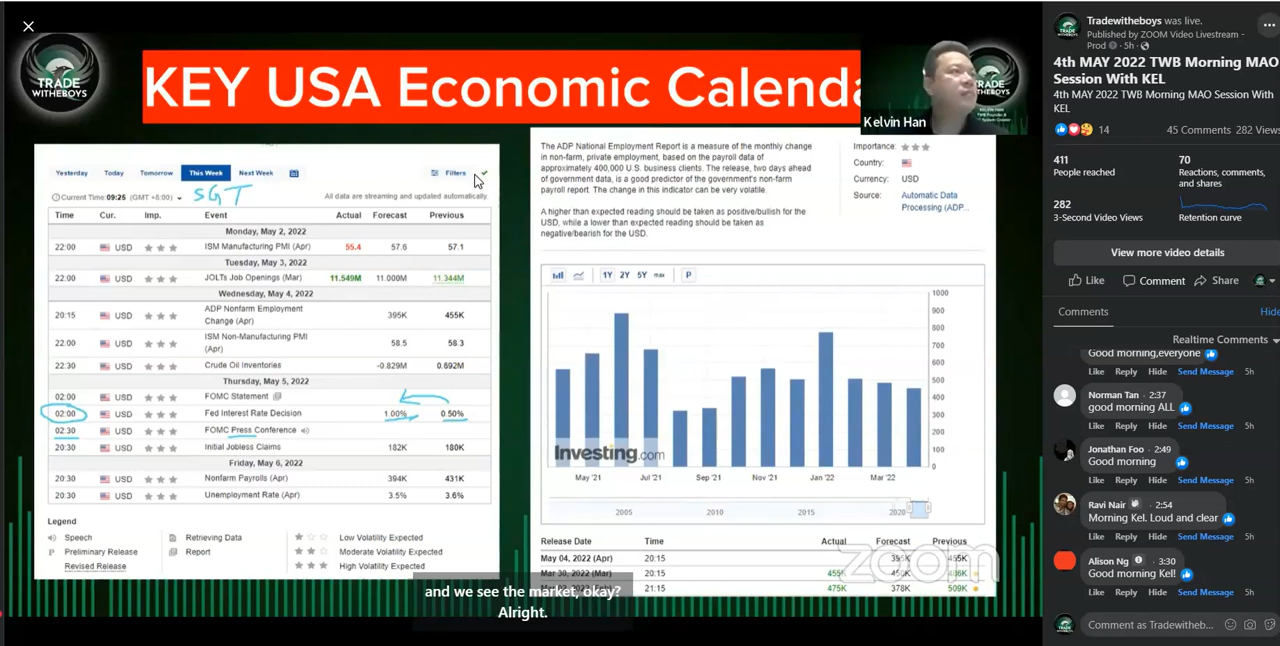 TRADE
WITHEBOYS
KEY USA Economic Calenda
Kelvin Han
Yesterday Today Tomorrow This Week Next Week Filters
SGT
Current Time: 09:25 (GMT +8:00) All data are streaming and updated automatically.
Time Cur. Imp. Event Actual Forecast Previous
Monday, May 2, 2022
22:00 USD ISM Manufacturing PMI (Apr) 55.4 57.6 57.1
Tuesday, May 3, 2022
22:00 USD JOLTs Job Openings (Mar) 11.549M 11.000M 11.344M
Wednesday, May 4, 2022
20:15 USD ADP Nonfarm Employment Change (Apr) 395K 455K
22:00 USD ISM Non-Manufacturing PMI (Apr) 58.5 58.3
22:30 USD Crude Oil Inventories -0.829M 0.692M
Thursday, May 5, 2022
02:00 USD FOMC Statement
02:00 USD Fed Interest Rate Decision 1.00% 0.50%
02:30 USD FOMC Press Conference
20:30 USD Initial Jobless Claims 182K 180K
Friday, May 6, 2022
20:30 USD Nonfarm Payrolls (Apr) 394K 431K
20:30 USD Unemployment Rate (Apr) 3.5% 3.6%
Legend
Speech Retrieving Data Low Volatility Expected
P Preliminary Release Report Moderate Volatility Expected
Revised Release High Volatility Expected
The ADP National Employment Report is a measure of the monthly change
in non-farm, private employment, based on the payroll data of
approximately 400,000 U.S. business clients. The release, two days ahead
of government data, is a good predictor of the government's non-farm
payroll report. The change in this indicator can be very volatile.
A higher than expected reading should be taken as positive/bullish for the
USD, while a lower than expected reading should be taken as
negative/bearish for the USD.
Importance:
Country:
Currency: USD
Source: Automatic Data
Processing (ADP...
1Y 2Y 5Y max P
1000
900
800
700
600
500
400
300
200
100
0
Investing.com
May '21 Jul '21 Sep '21 Nov '21 Jan '22 Mar '22
2005 2010 2015 2020
Release Date Time Actual Forecast Previous
May 04, 2022 (Apr) 20:15 395K 455K
Mar 30, 2022 (Mar) 20:15 455K 450K 486K
21:15 475K 378K 509K
zoom
and we see the market, okay?
Alright.
Tradewitheboys was live.
Published by ZOOM Video Livestream -
Prod · 5h ·
4th MAY 2022 TWB Morning MAO
Session With KEL
4th MAY 2022 TWB Morning MAO Session With
KEL
14 45 Comments 282 Views
411 70
People reached Reactions, comments,
and shares
282
3-Second Video Views Retention curve
View more video details
Like Comment Share
Comments Hide
Realtime Comments
Good morning,everyone
Like Reply Hide Send Message 5h
Norman Tan · 2:37
good morning ALL
Like Reply Hide Send Message 5h
Jonathan Foo · 2:49
Good morning
Like Reply Hide Send Message 5h
Ravi Nair · 2:54
Morning Kel. Loud and clear
Like Reply Hide Send Message 5h
Alison Ng · 3:30
Good morning Kel!
Like Reply Hide Send Message 5h
Comment as Tradewitheb...